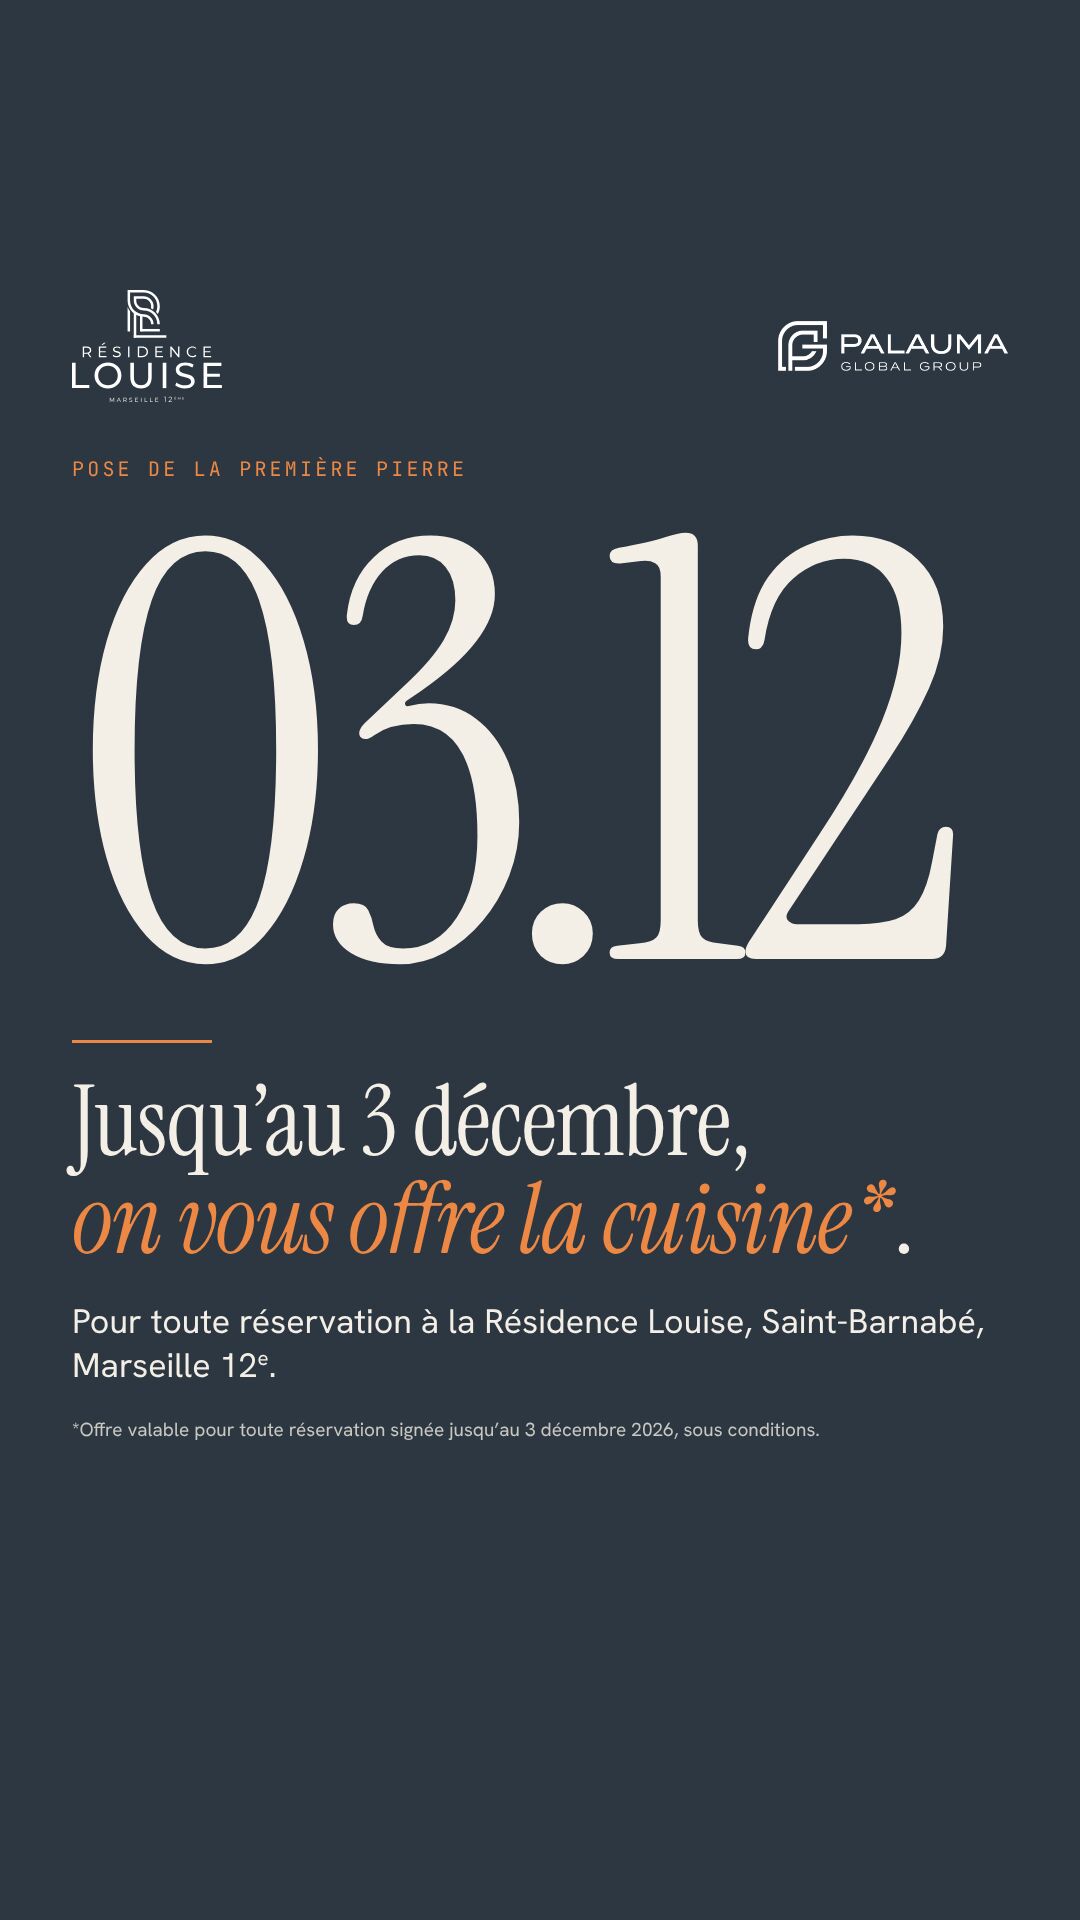 RÉSIDENCE
LOUISE
MARSEILLE 12ÈME
PALAUMA
GLOBAL GROUP
POSE DE LA PREMIÈRE PIERRE
03.12
Jusqu’au 3 décembre,
on vous offre la cuisine*.
Pour toute réservation à la Résidence Louise, Saint-Barnabé,
Marseille 12e.
*Offre valable pour toute réservation signée jusqu’au 3 décembre 2026, sous conditions.